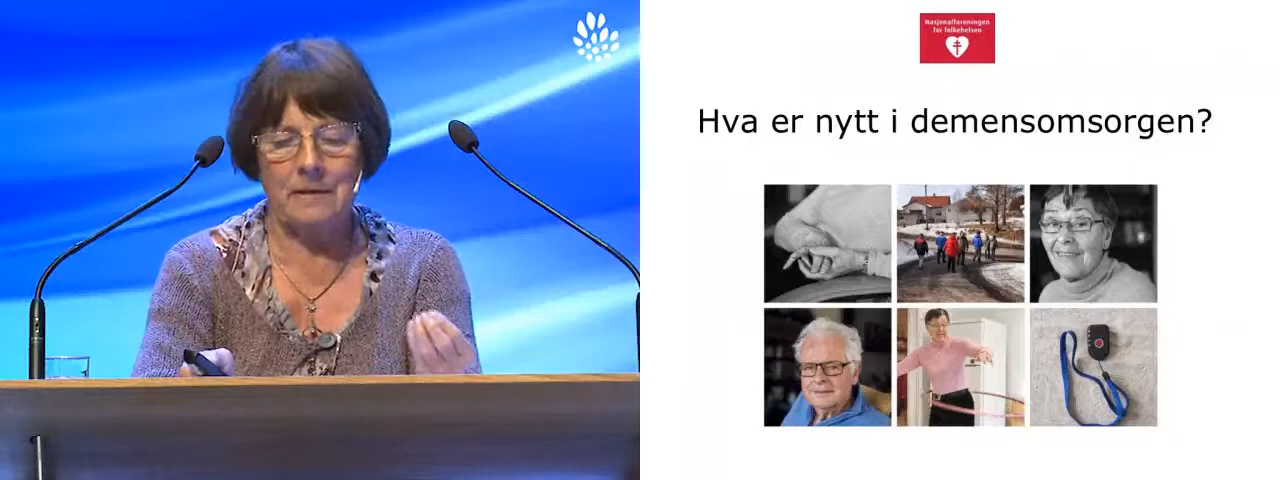 Nasjonalforeningen
for folkehelsen
Hva er nytt i demensomsorgen?